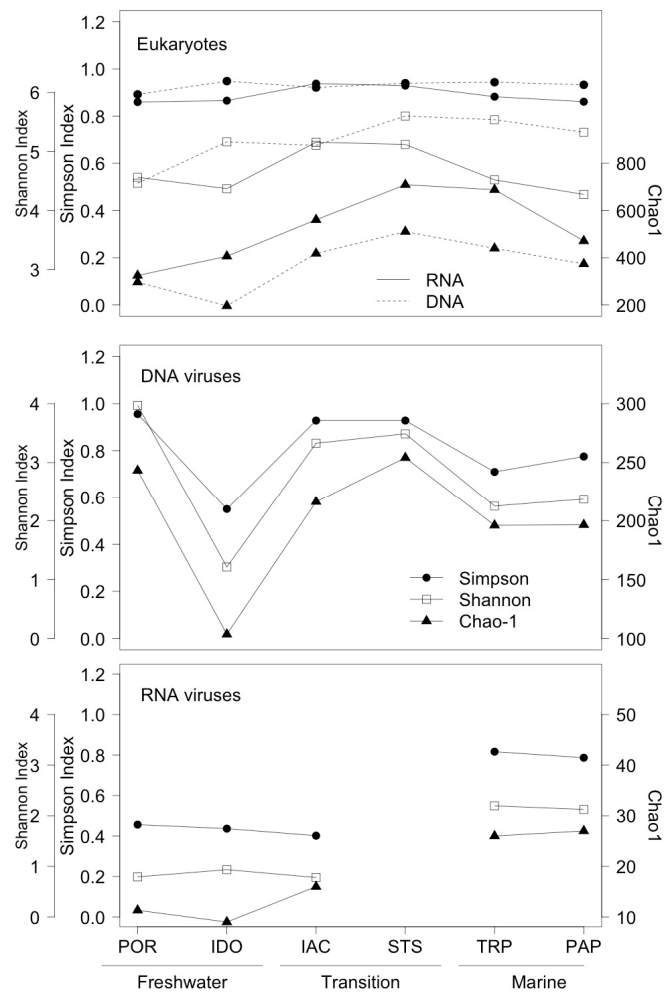 Eukaryotes
Shannon Index
3
4
5
6
Simpson Index
0.0
0.2
0.4
0.6
0.8
1.0
1.2
Chao1
200
400
600
800
RNA
DNA
DNA viruses
Shannon Index
0
1
2
3
4
Simpson Index
0.0
0.2
0.4
0.6
0.8
1.0
1.2
Chao1
100
150
200
250
300
Simpson
Shannon
Chao-1
RNA viruses
Shannon Index
0
1
2
3
4
Simpson Index
0.0
0.2
0.4
0.6
0.8
1.0
1.2
Chao1
10
20
30
40
50
POR IDO IAC STS TRP PAP
Freshwater Transition Marine